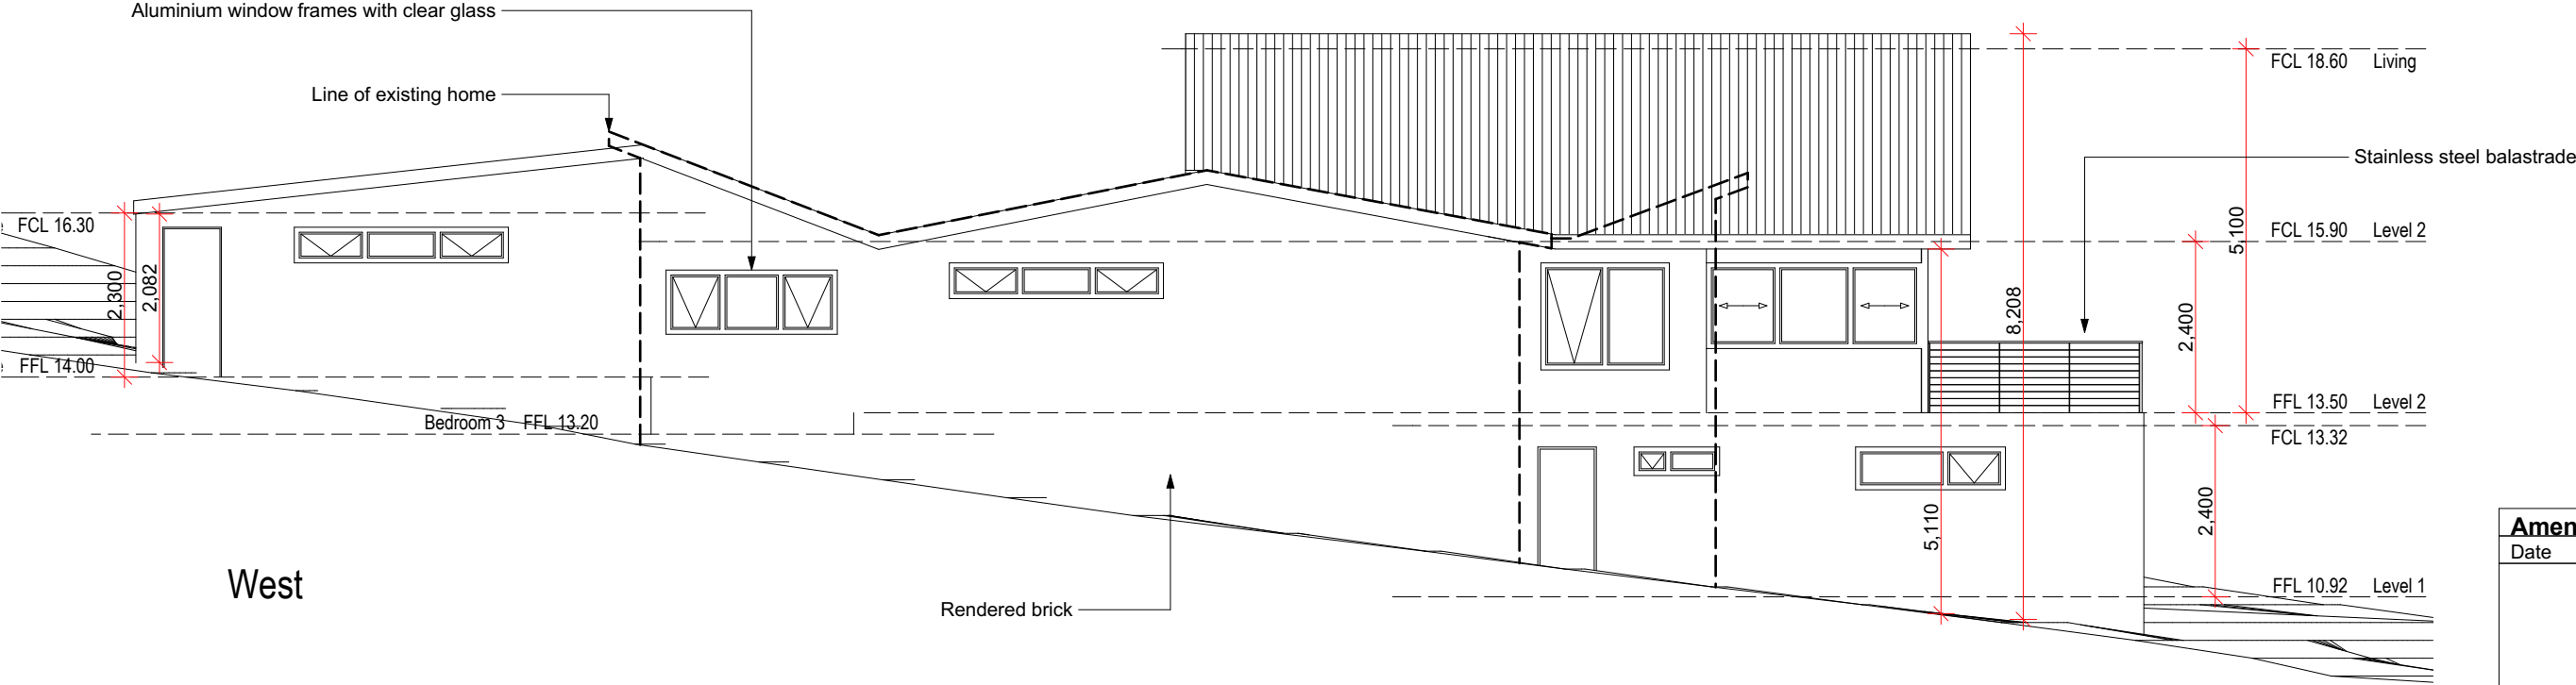 Aluminium window frames with clear glass
FCL 18.60 Living
Line of existing home
Stainless steel balastrade
FCL 16.30
FCL 15.90 Level 2
5,100
2,300
2,082
8,208
2,400
FFL 14.00
FFL 13.50 Level 2
Bedroom 3 FFL 13.20
FCL 13.32
5,110
2,400
Amen
Date
West
FFL 10.92 Level 1
Rendered brick